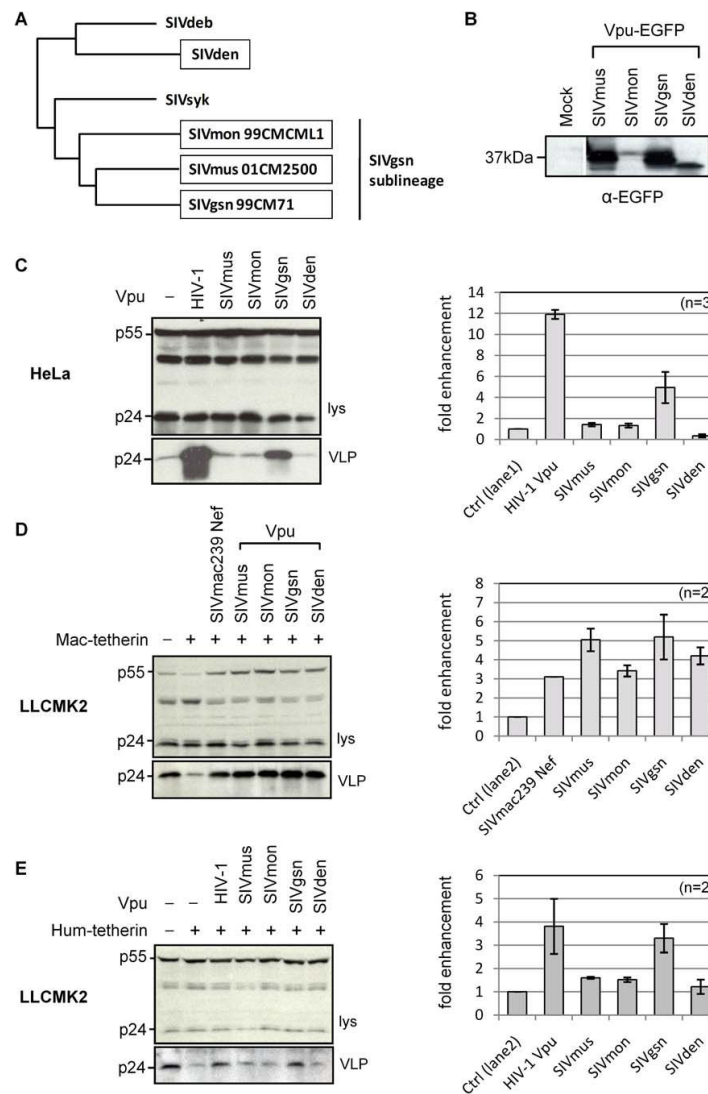 A
SIVdeb
SIVden
SIVsyk
SIVmon 99CMCML1
SIVmus 01CM2500
SIVgsn 99CM71
SIVgsn
sublineage
B
Vpu-EGFP
Mock
SIVmus
SIVmon
SIVgsn
SIVden
37kDa
α-EGFP
C
Vpu
–
HIV-1
SIVmus
SIVmon
SIVgsn
SIVden
HeLa
p55
p24
lys
p24
VLP
fold enhancement
14
12
10
8
6
4
2
0
(n=3
Ctrl (lane1)
HIV-1 Vpu
SIVmus
SIVmon
SIVgsn
SIVden
D
SIVmac239 Nef
Vpu
SIVmus
SIVmon
SIVgsn
SIVden
Mac-tetherin – + + + + + +
LLCMK2
p55
p24
lys
p24
VLP
fold enhancement
8
7
6
5
4
3
2
1
0
(n=2
Ctrl (lane2)
SIVmac239 Nef
SIVmus
SIVmon
SIVgsn
SIVden
E
Vpu
–
–
HIV-1
SIVmus
SIVmon
SIVgsn
SIVden
Hum-tetherin – + + + + + +
LLCMK2
p55
p24
lys
p24
VLP
fold enhancement
6
5
4
3
2
1
0
(n=2
Ctrl (lane2)
HIV-1 Vpu
SIVmus
SIVmon
SIVgsn
SIVden